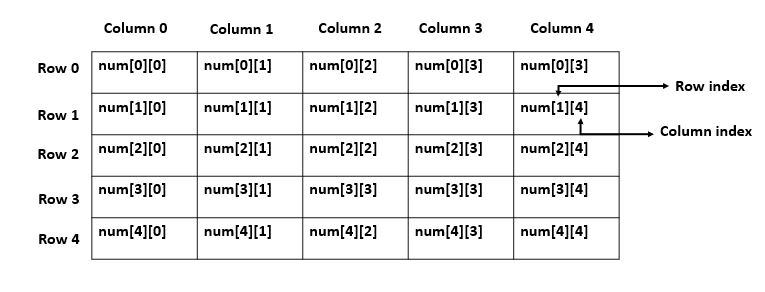 Column 0 Column 1 Column 2 Column 3 Column 4
Row 0 num[0][0] num[0][1] num[0][2] num[0][3] num[0][3]
Row index
Row 1 num[1][0] num[1][1] num[1][2] num[1][3] num[1][4]
Column index
Row 2 num[2][0] num[2][1] num[2][2] num[2][3] num[2][4]
Row 3 num[3][0] num[3][1] num[3][3] num[3][3] num[3][4]
Row 4 num[4][0] num[4][1] num[4][2] num[4][3] num[4][4]